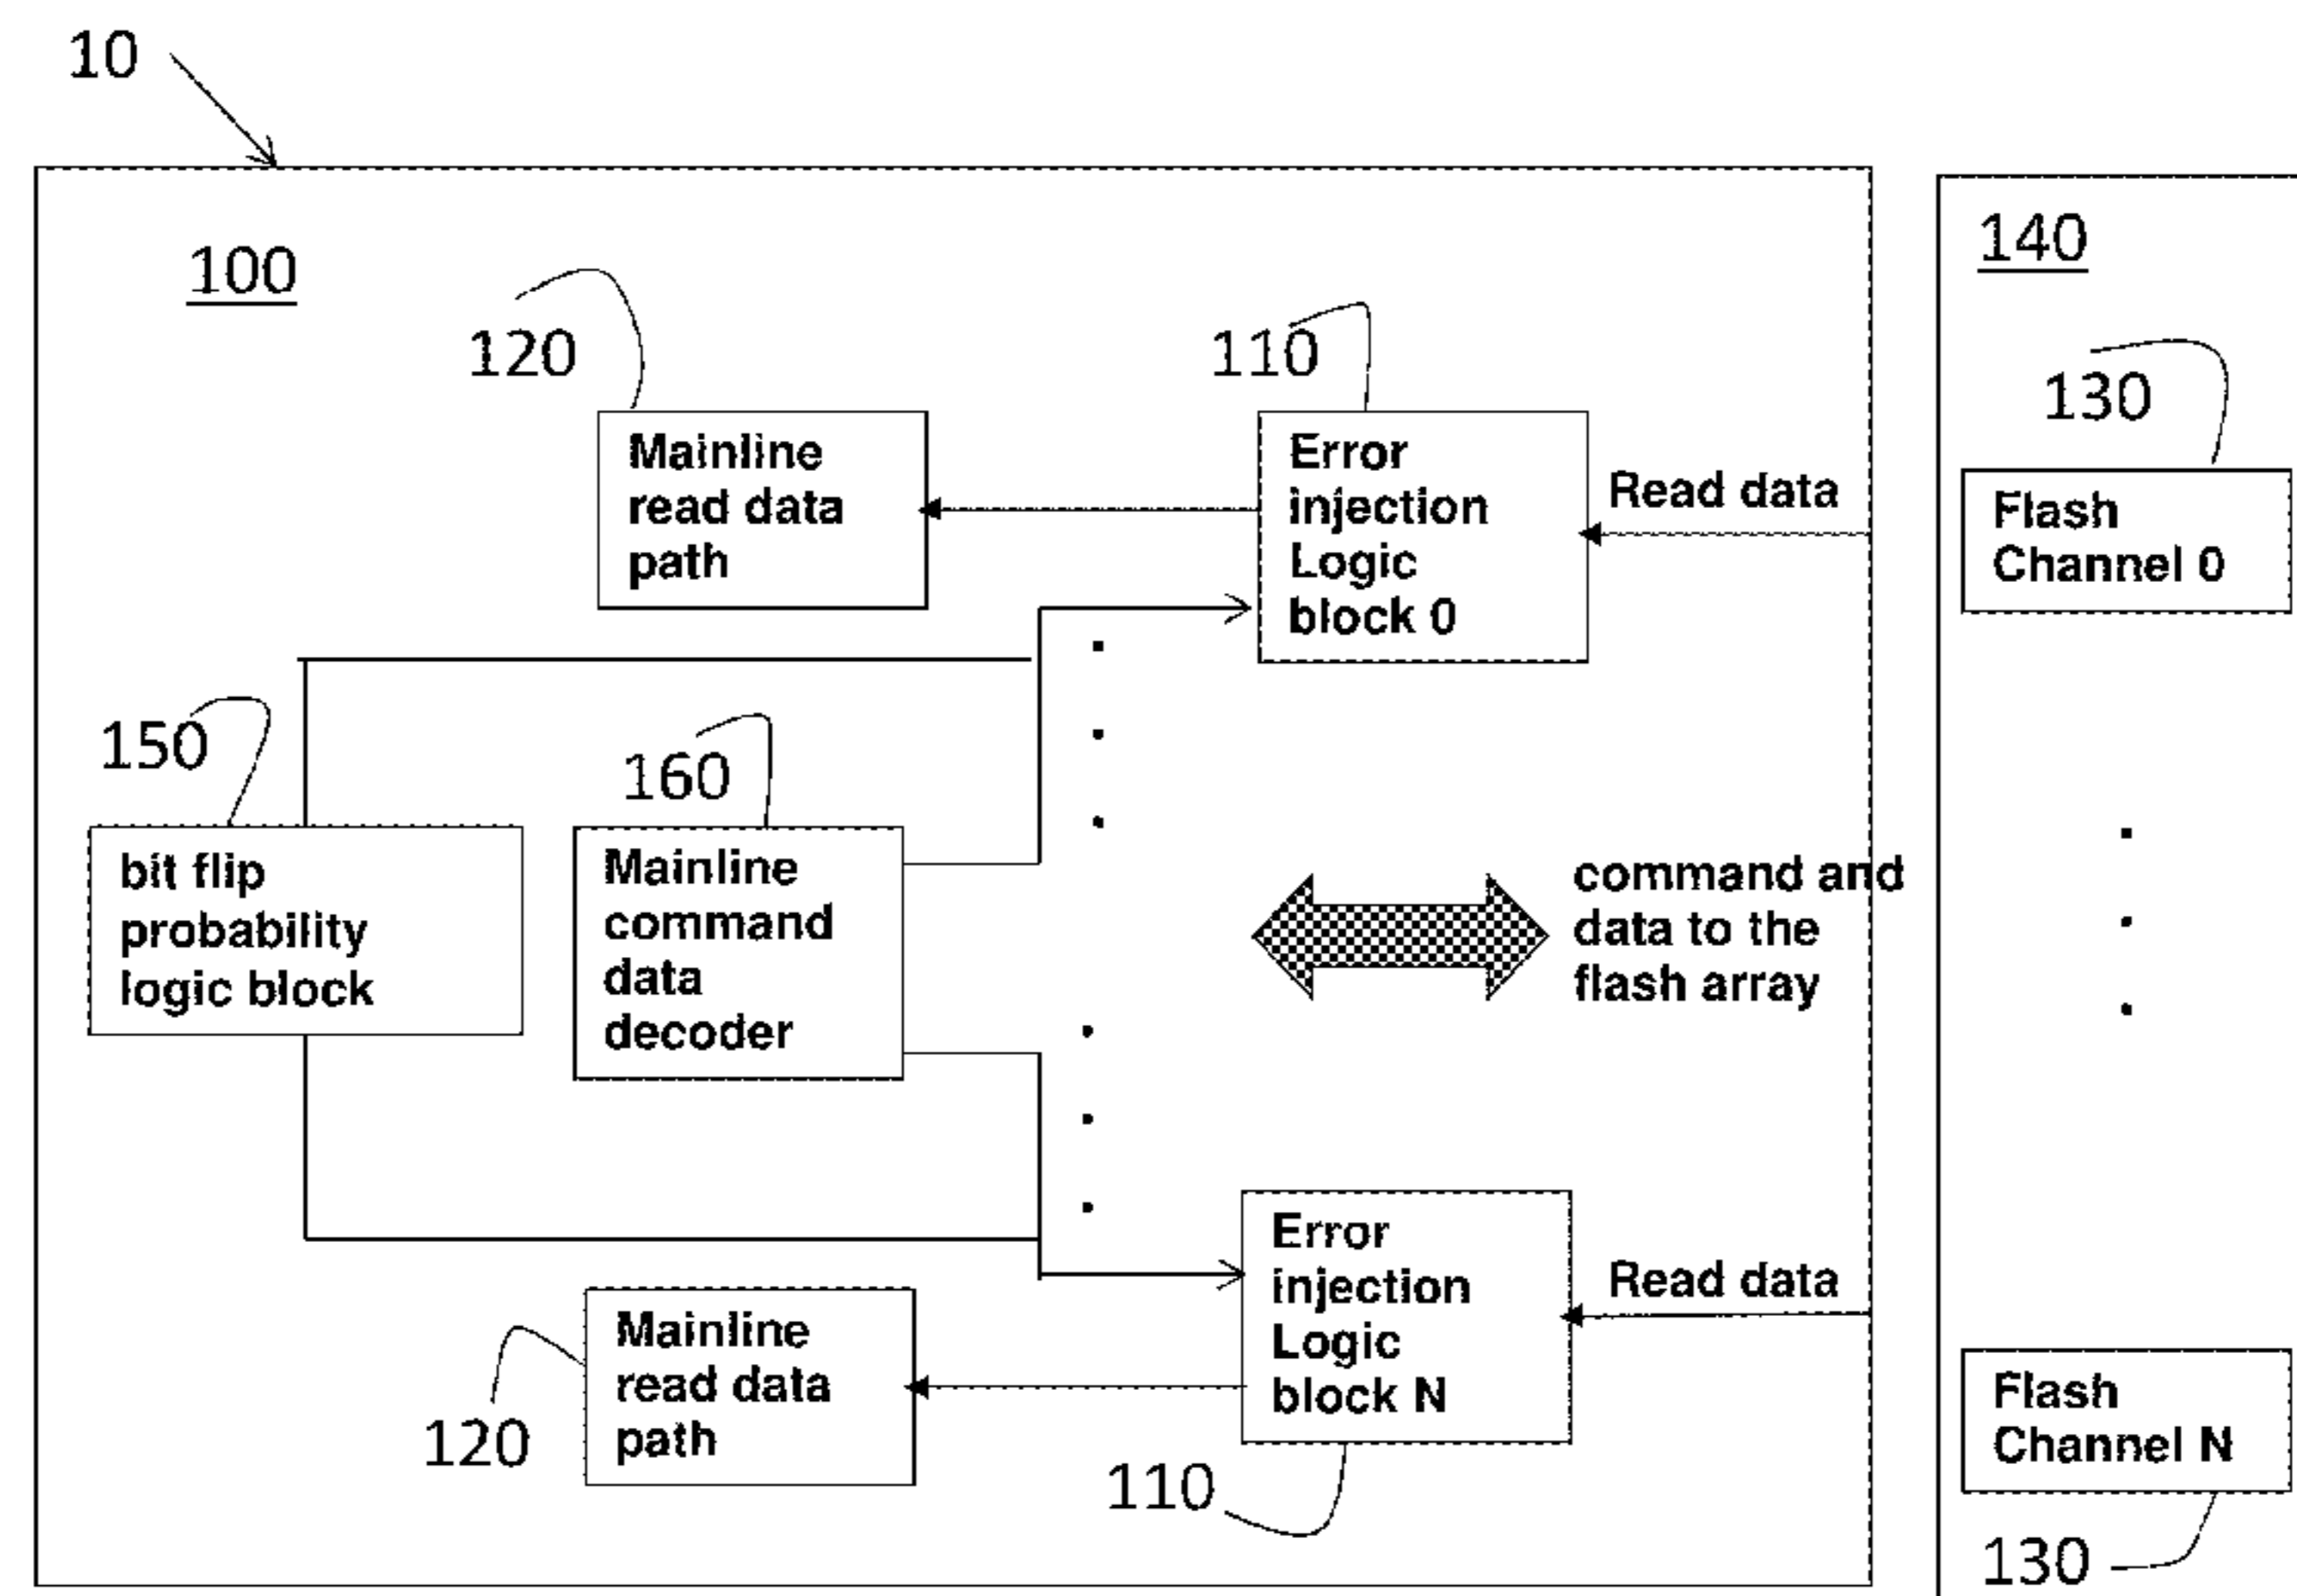 10
100
140
120
110
130
Mainline
read data
path
Error
injection
Logic
block 0
Read data
Flash
Channel 0
150
160
bit flip
probability
logic block
Mainline
command
data
decoder
command and
data to the
flash array
Error
injection
Logic
block N
Read data
Mainline
read data
path
Flash
Channel N
120
110
130